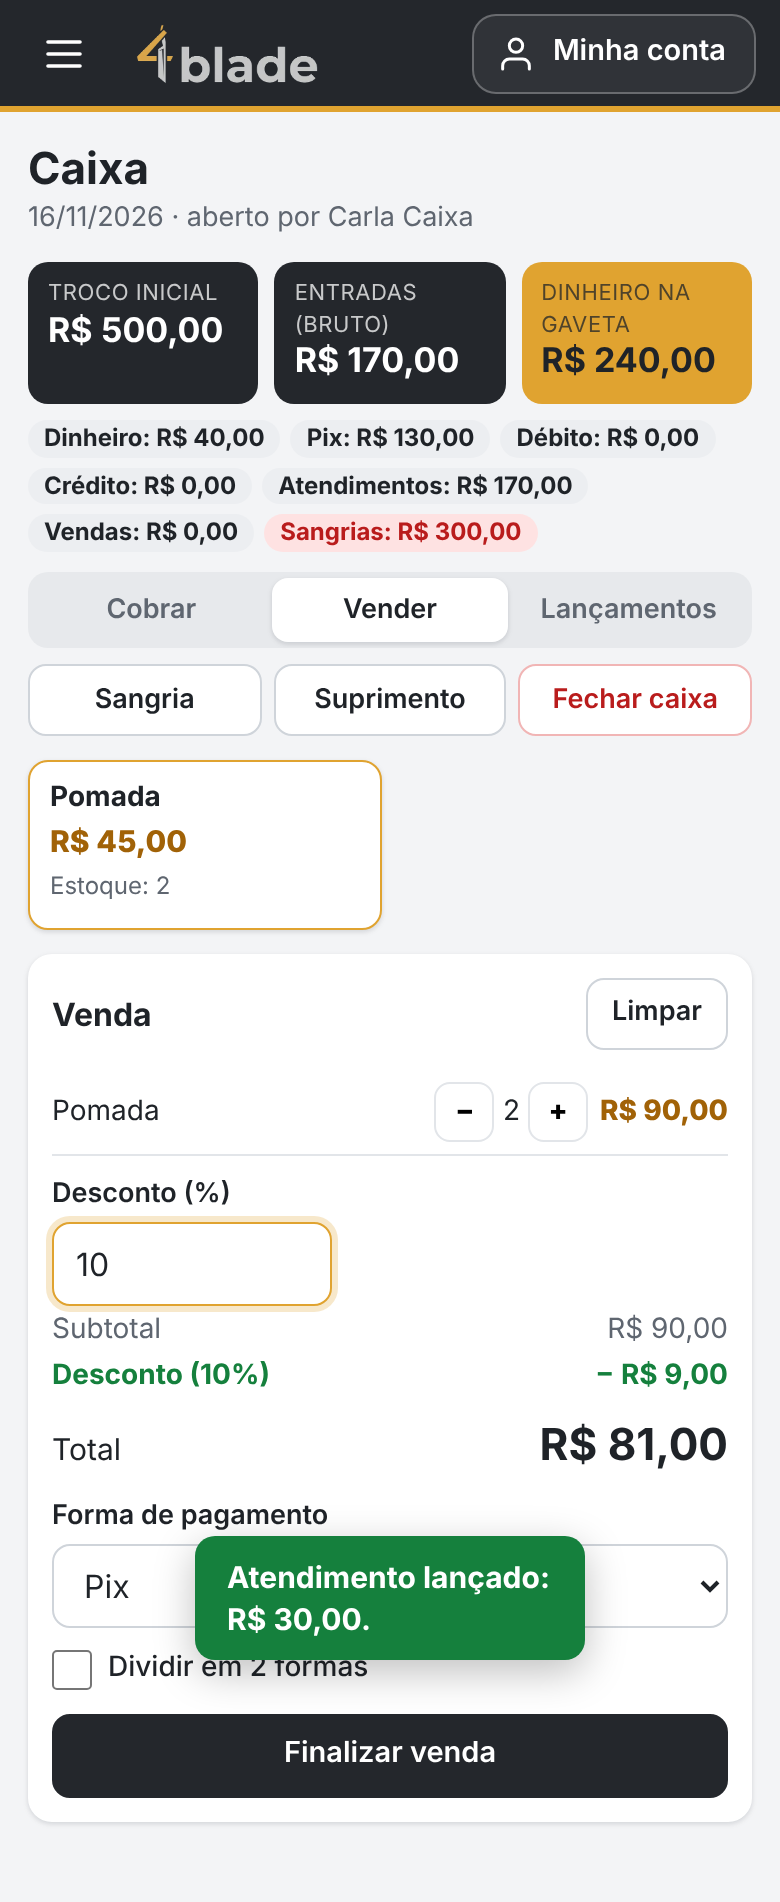 4blade
Minha conta
Caixa
16/11/2026 · aberto por Carla Caixa
TROCO INICIAL
R$ 500,00
ENTRADAS
(BRUTO)
R$ 170,00
DINHEIRO NA
GAVETA
R$ 240,00
Dinheiro: R$ 40,00
Pix: R$ 130,00
Débito: R$ 0,00
Crédito: R$ 0,00
Atendimentos: R$ 170,00
Vendas: R$ 0,00
Sangrias: R$ 300,00
Cobrar
Vender
Lançamentos
Sangria
Suprimento
Fechar caixa
Pomada
R$ 45,00
Estoque: 2
Venda
Limpar
Pomada
− 2 + R$ 90,00
Desconto (%)
10
Subtotal
R$ 90,00
Desconto (10%)
− R$ 9,00
Total
R$ 81,00
Forma de pagamento
Pix
Atendimento lançado:
R$ 30,00.
Dividir em 2 formas
Finalizar venda